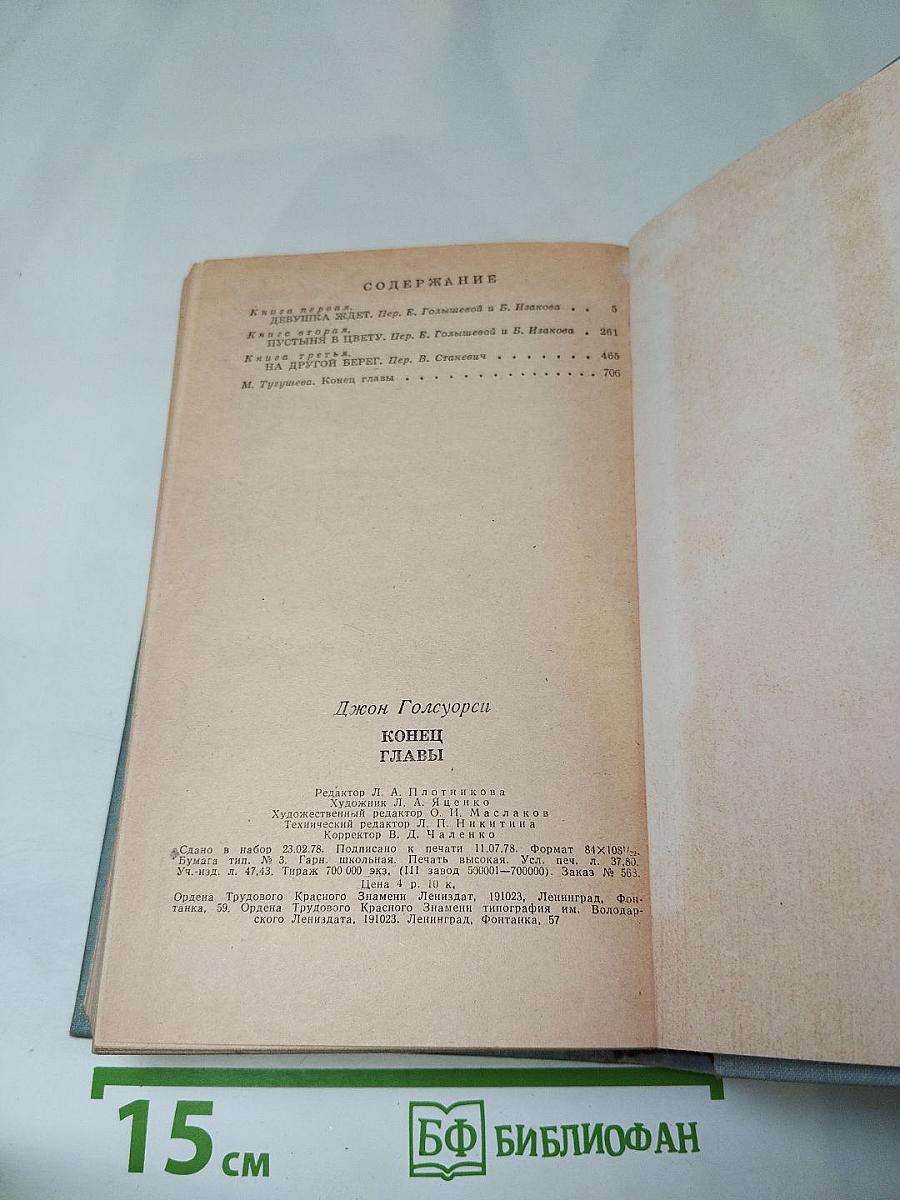 СОДЕРЖАНИЕ
Книга первая.
ДЕВУШКА ЖДЕТ. Пер. Е. Голышевой и Б. Изакова . . 5
Книга вторая.
ПУСТЫНЯ В ЦВЕТУ. Пер. Е. Голышевой и Б. Изакова . 261
Книга третья.
НА ДРУГОЙ БЕРЕГ. Пер. В. Станевич . . . . . . . 465
М. Тугушева. Конец главы . . . . . . . . . . . . . . 706
Джон Голсуорси
КОНЕЦ
ГЛАВЫ
Редактор Л. А. Плотникова
Художник Л. А. Яценко
Художественный редактор О. И. Маслаков
Технический редактор Л. П. Никитина
Корректор В. Д. Чаленко
Сдано в набор 23.02.78. Подписано к печати 11.07.78. Формат 84×108¹/₃₂.
Бумага тип. № 3. Гарн. школьная. Печать высокая. Усл. печ. л. 37,80.
Уч.-изд. л. 47,43. Тираж 700 000 экз. (III завод 500001—700000). Заказ № 563.
Цена 4 р. 10 к.
Ордена Трудового Красного Знамени Лениздат, 191023, Ленинград, Фон-
танка, 59. Ордена Трудового Красного Знамени типография им. Володар-
ского Лениздата, 191023. Ленинград, Фонтанка, 57
15 см
БФ БИБЛИОФАН